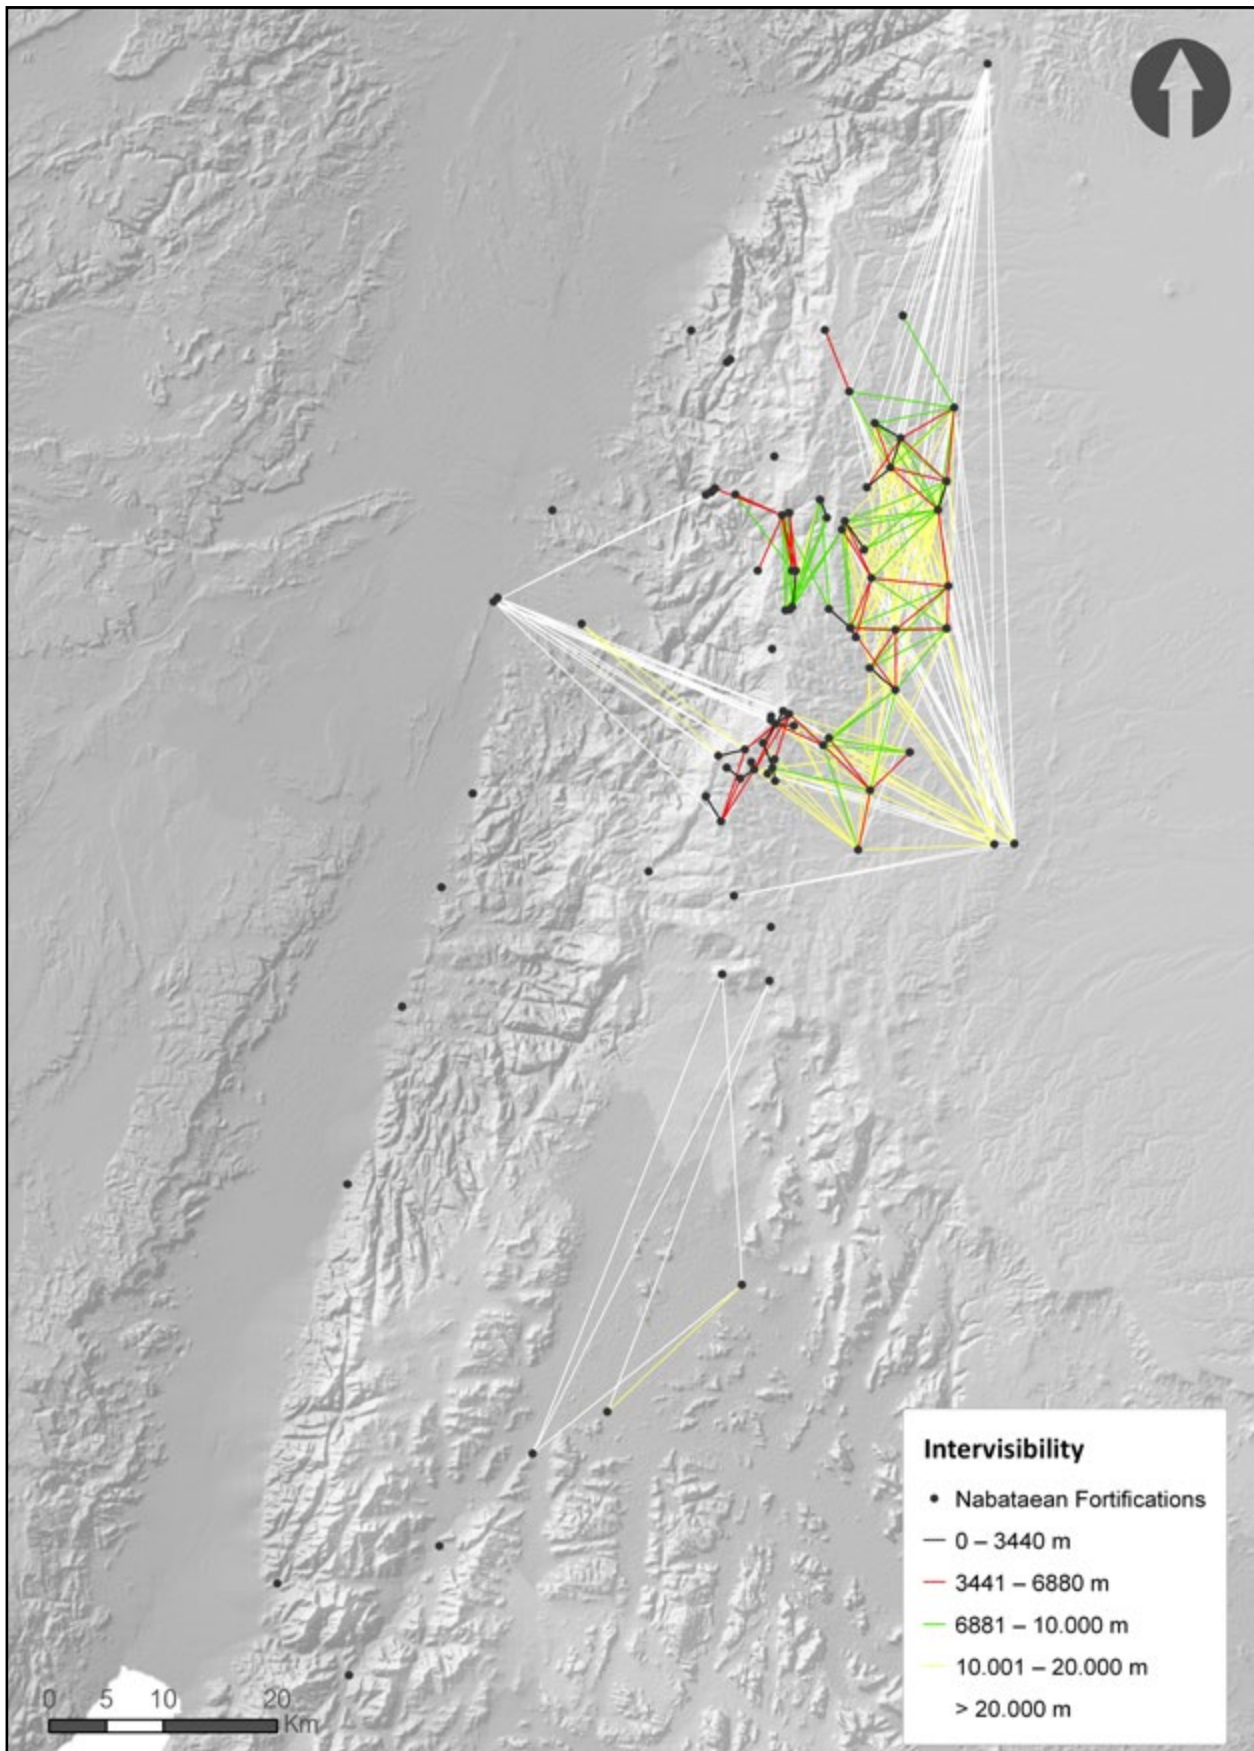 Intervisibility
Nabataean Fortifications
0 – 3440 m
3441 – 6880 m
6881 – 10.000 m
10.001 – 20.000 m
> 20.000 m
0 5 10 20
Km